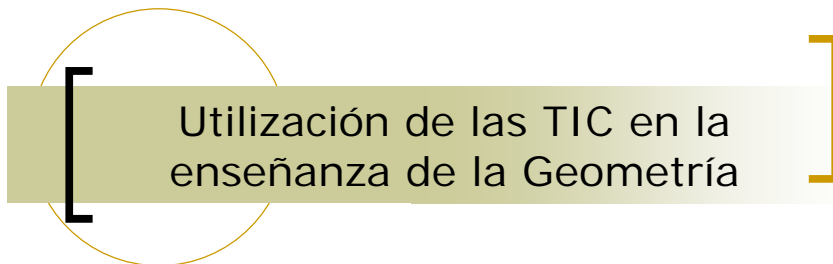 Utilización de las TIC en la
enseñanza de la Geometría